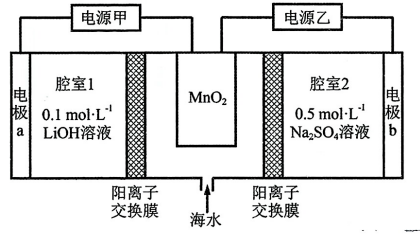 电源甲
电源乙
腔室1
0.1 mol·L⁻¹
LiOH溶液
MnO₂
腔室2
0.5 mol·L⁻¹
Na₂SO₄溶液
电极a
电极b
阳离子
交换膜
海水
阳离子
交换膜